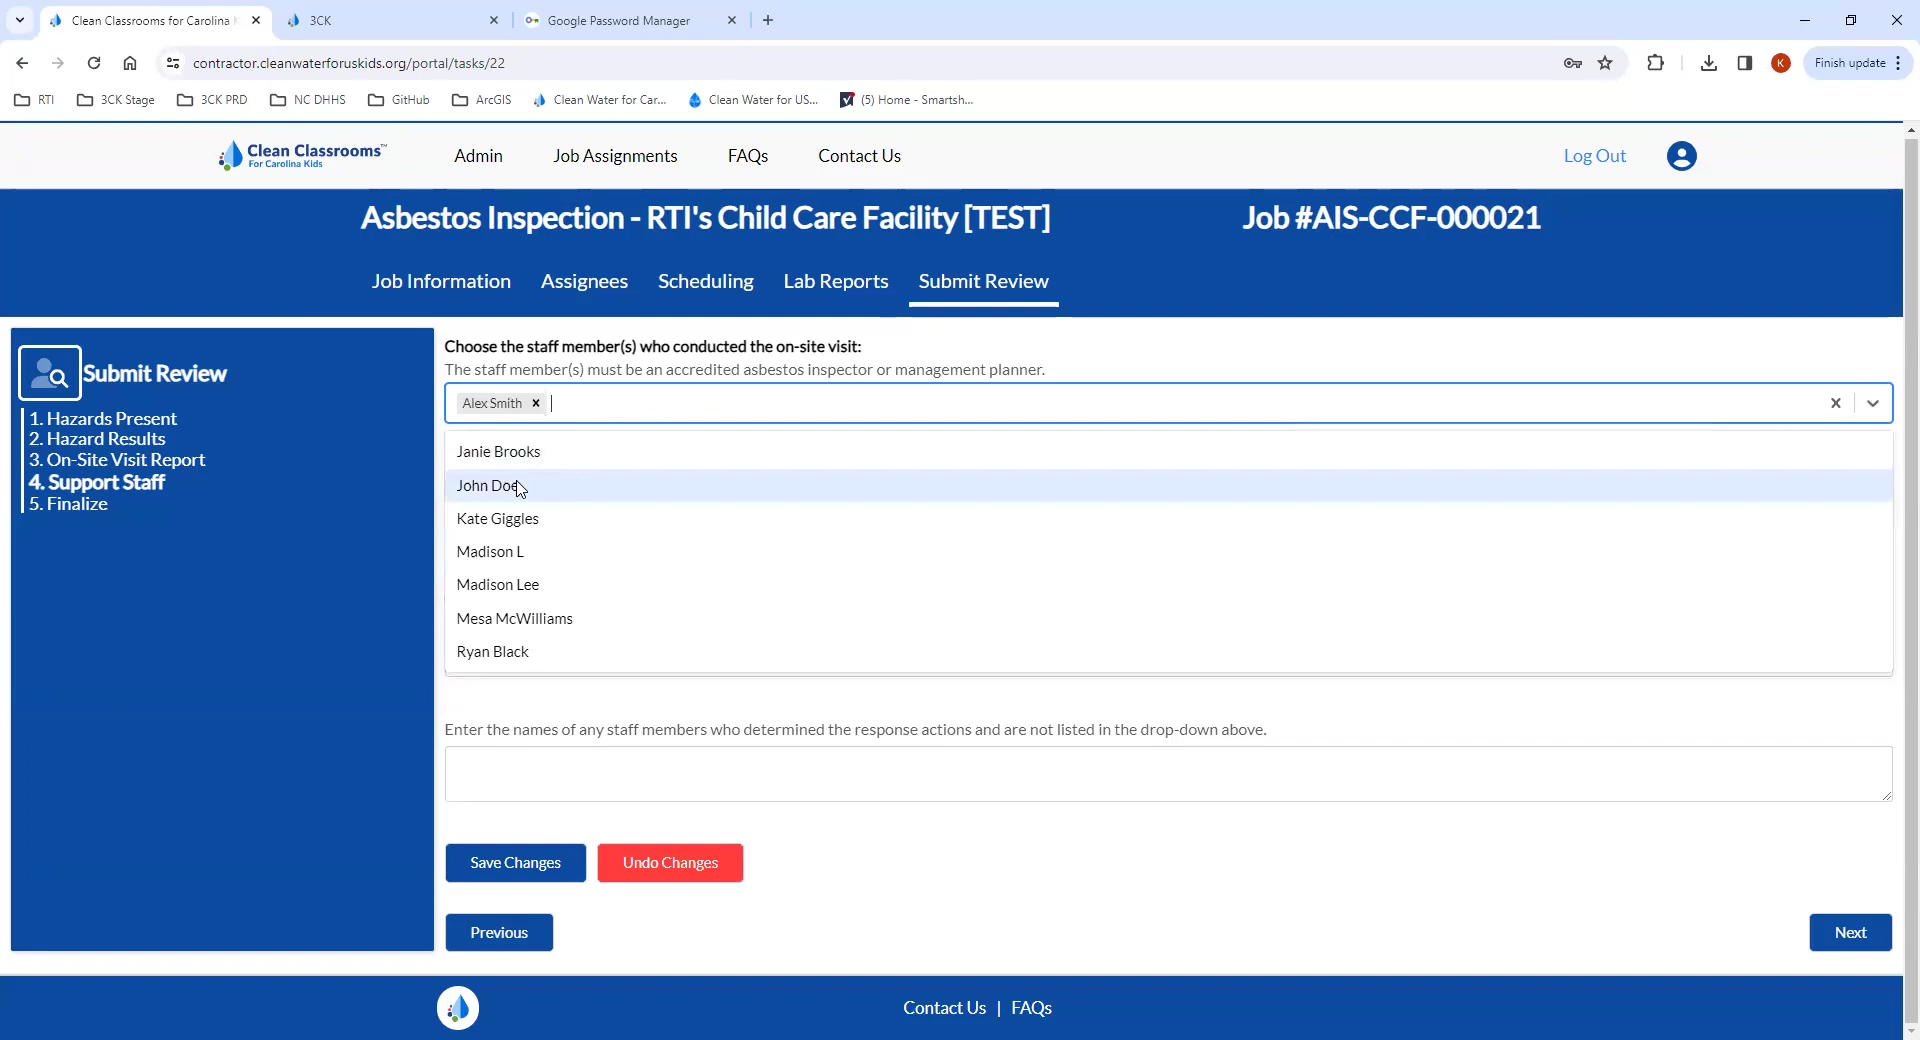 Clean Classrooms for Carolina
3CK
Google Password Manager
contractor.cleanwaterforuskids.org/portal/tasks/22
K
Finish update
RTI
3CK Stage
3CK PRD
NC DHHS
GitHub
ArcGIS
Clean Water for Car...
Clean Water for US...
(5) Home - Smartsh...
Clean Classrooms™
For Carolina Kids
Admin
Job Assignments
FAQs
Contact Us
Log Out
Asbestos Inspection - RTI's Child Care Facility [TEST]
Job #AIS-CCF-000021
Job Information
Assignees
Scheduling
Lab Reports
Submit Review
Submit Review
1. Hazards Present
2. Hazard Results
3. On-Site Visit Report
4. Support Staff
5. Finalize
Choose the staff member(s) who conducted the on-site visit:
The staff member(s) must be an accredited asbestos inspector or management planner.
Alex Smith
Janie Brooks
John Doe
Kate Giggles
Madison L
Madison Lee
Mesa McWilliams
Ryan Black
Enter the names of any staff members who determined the response actions and are not listed in the drop-down above.
Save Changes
Undo Changes
Previous
Next
Contact Us | FAQs